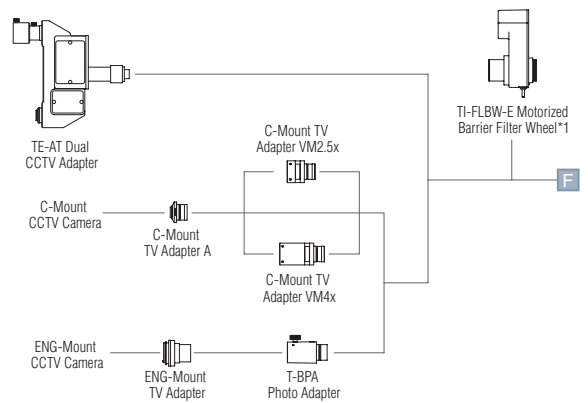 TE-AT Dual
CCTV Adapter
TI-FLBW-E Motorized
Barrier Filter Wheel*1
F
C-Mount TV
Adapter VM2.5x
C-Mount
CCTV Camera
C-Mount
TV Adapter A
C-Mount TV
Adapter VM4x
ENG-Mount
CCTV Camera
ENG-Mount
TV Adapter
T-BPA
Photo Adapter